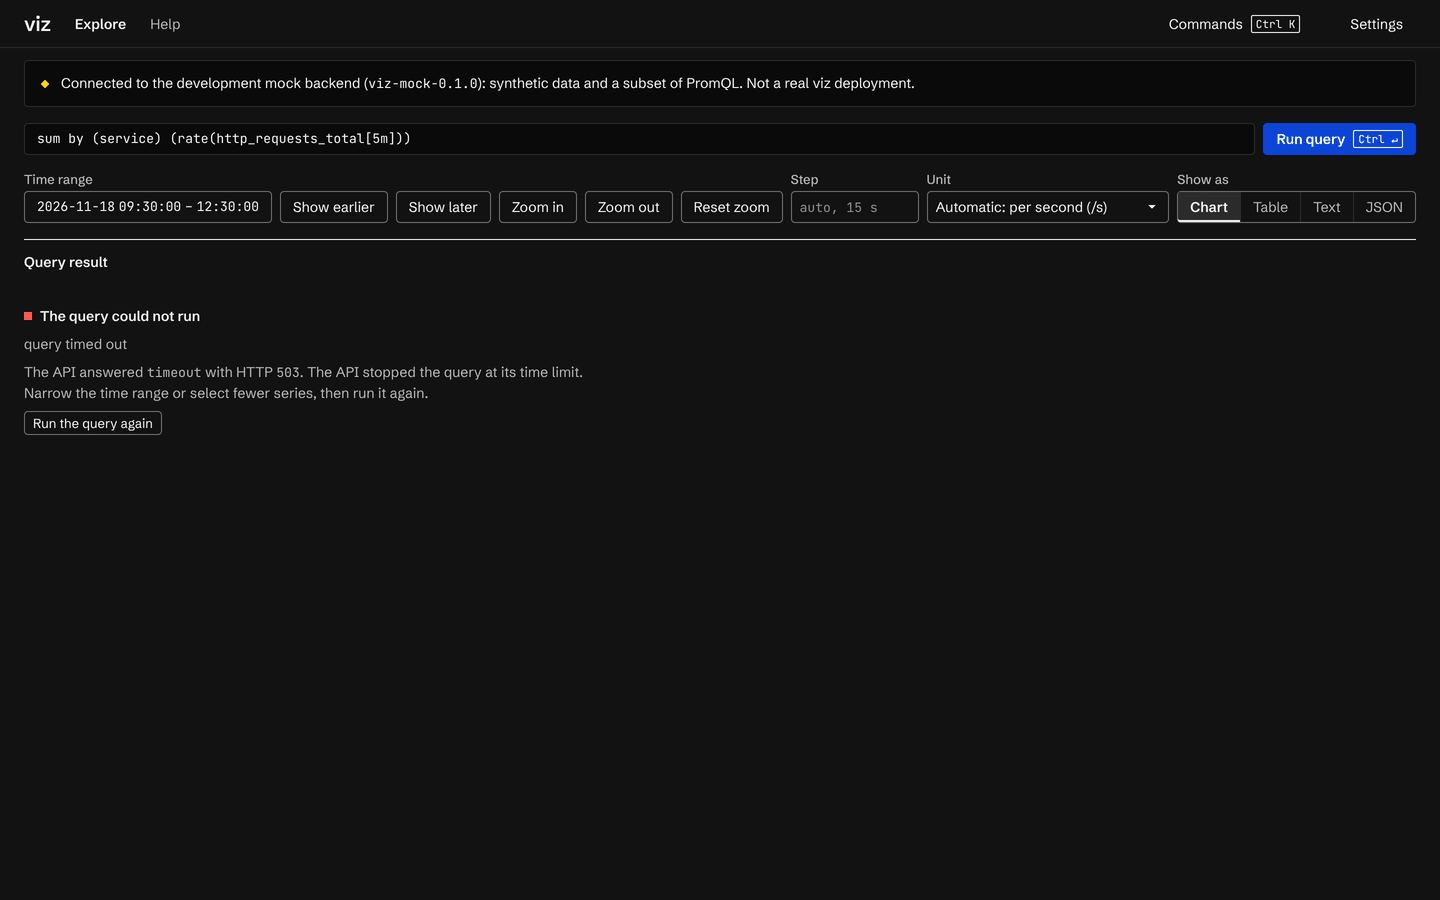 viz Explore Help Commands Ctrl K Settings
Connected to the development mock backend (viz-mock-0.1.0): synthetic data and a subset of PromQL. Not a real viz deployment.
sum by (service) (rate(http_requests_total[5m])) Run query Ctrl ↵
Time range Step Unit Show as
2026-11-18 09:30:00 – 12:30:00 Show earlier Show later Zoom in Zoom out Reset zoom auto, 15 s Automatic: per second (/s) Chart Table Text JSON
Query result
The query could not run
query timed out
The API answered timeout with HTTP 503. The API stopped the query at its time limit.
Narrow the time range or select fewer series, then run it again.
Run the query again